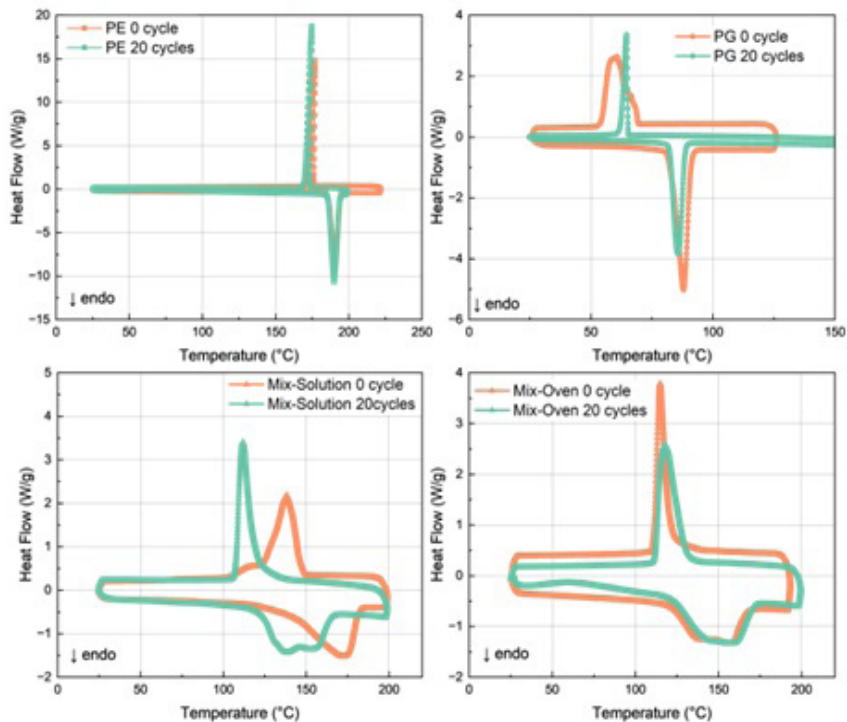 PE 0 cycle
PE 20 cycles
20
15
10
5
0
−5
−10
−15
Heat Flow (W/g)
↓ endo
0 50 100 150 200 250
Temperature (°C)
PG 0 cycle
PG 20 cycles
4
2
0
−2
−4
−6
Heat Flow (W/g)
↓ endo
0 50 100 150
Temperature (°C)
Mix-Solution 0 cycle
Mix-Solution 20cycles
5
4
3
2
1
0
−1
−2
Heat Flow (W/g)
↓ endo
0 50 100 150 200
Temperature (°C)
Mix-Oven 0 cycle
Mix-Oven 20 cycles
4
3
2
1
0
−1
−2
Heat Flow (W/g)
↓ endo
0 50 100 150 200
Temperature (°C)